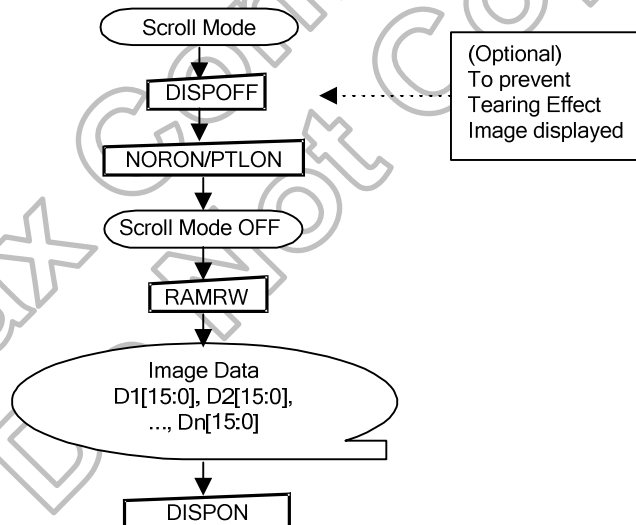 Scroll Mode
DISPOFF
(Optional)
To prevent
Tearing Effect
Image displayed
NORON/PTLON
Scroll Mode OFF
RAMRW
Image Data
D1[15:0], D2[15:0],
..., Dn[15:0]
DISPON